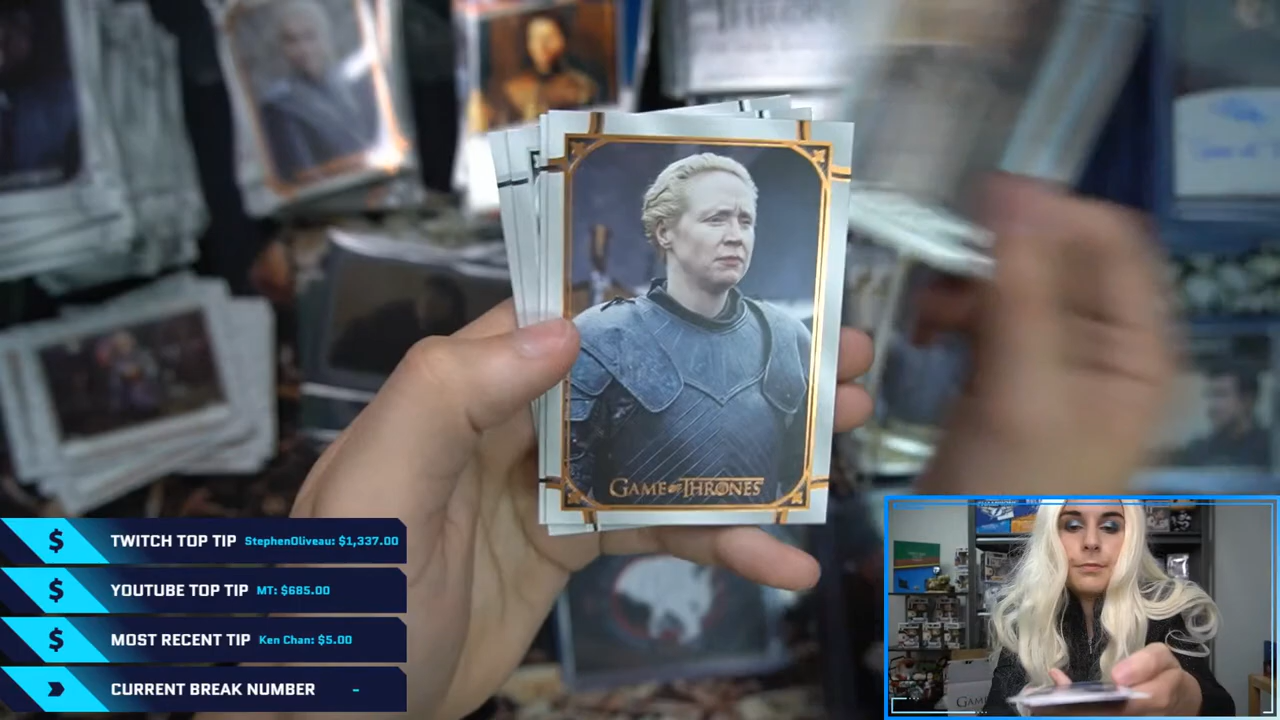 GAME OF THRONES
TWITCH TOP TIP StephenOliveau: $1,337.00
YOUTUBE TOP TIP MT: $685.00
MOST RECENT TIP Ken Chan: $5.00
CURRENT BREAK NUMBER -